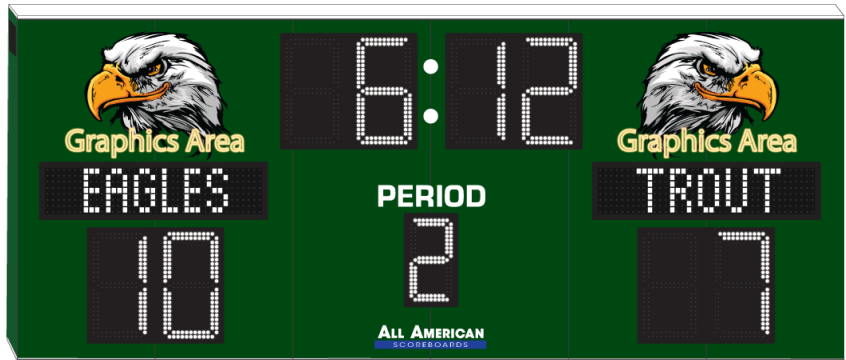 6:12
Graphics Area
Graphics Area
EAGLES
TROUT
PERIOD
10
2
7
ALL AMERICAN
SCOREBOARDS